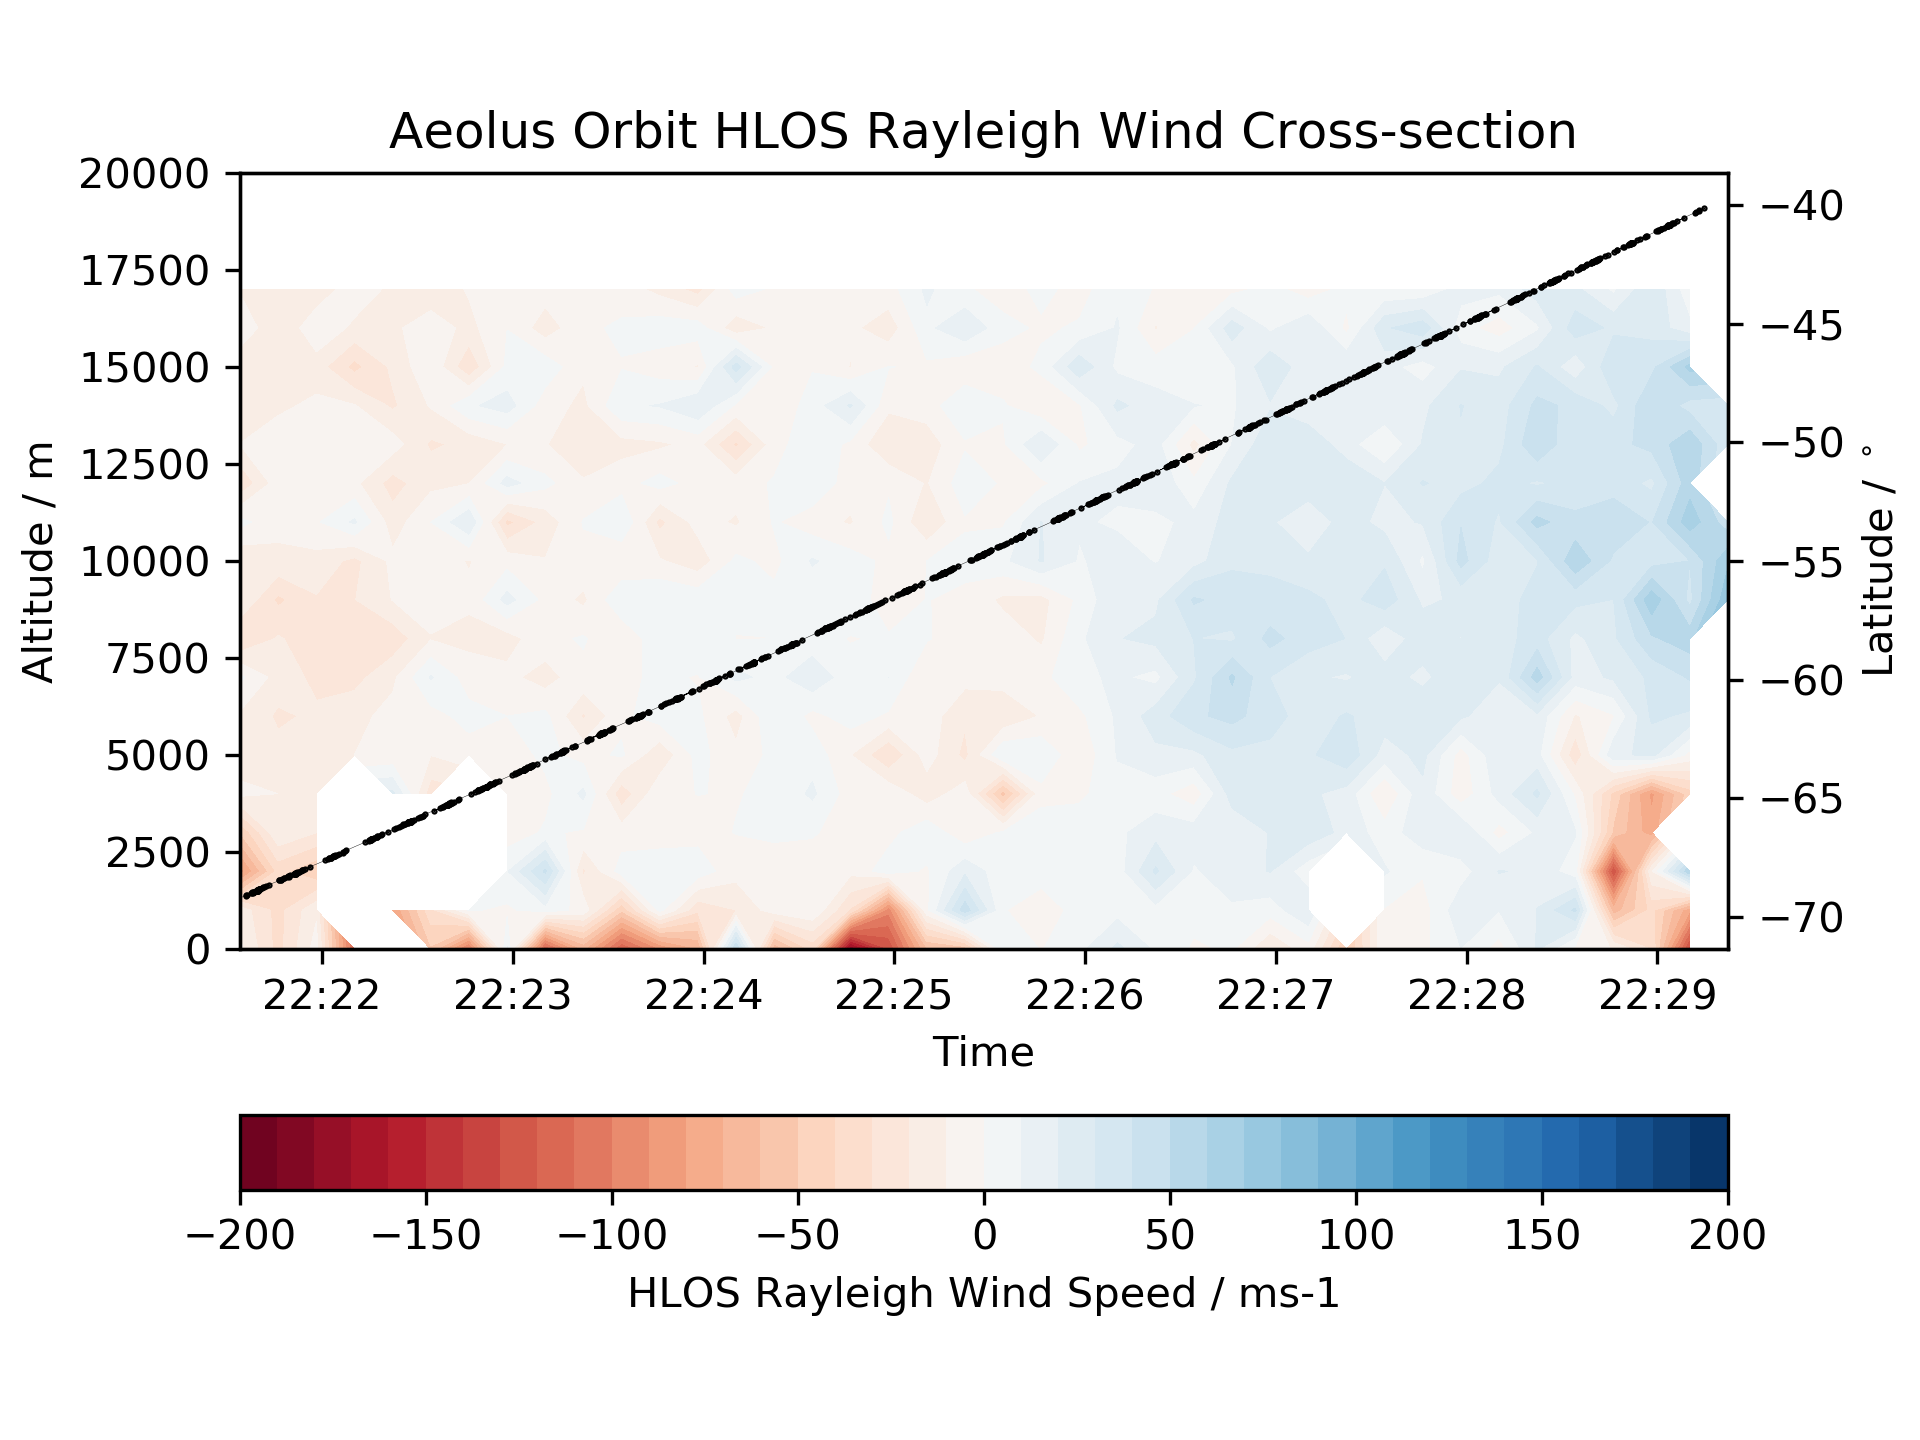 Aeolus Orbit HLOS Rayleigh Wind Cross-section
20000
17500
15000
12500
10000
7500
5000
2500
0
Altitude / m
−40
−45
−50
−55
−60
−65
−70
Latitude / °
22:22 22:23 22:24 22:25 22:26 22:27 22:28 22:29
Time
−200 −150 −100 −50 0 50 100 150 200
HLOS Rayleigh Wind Speed / ms-1